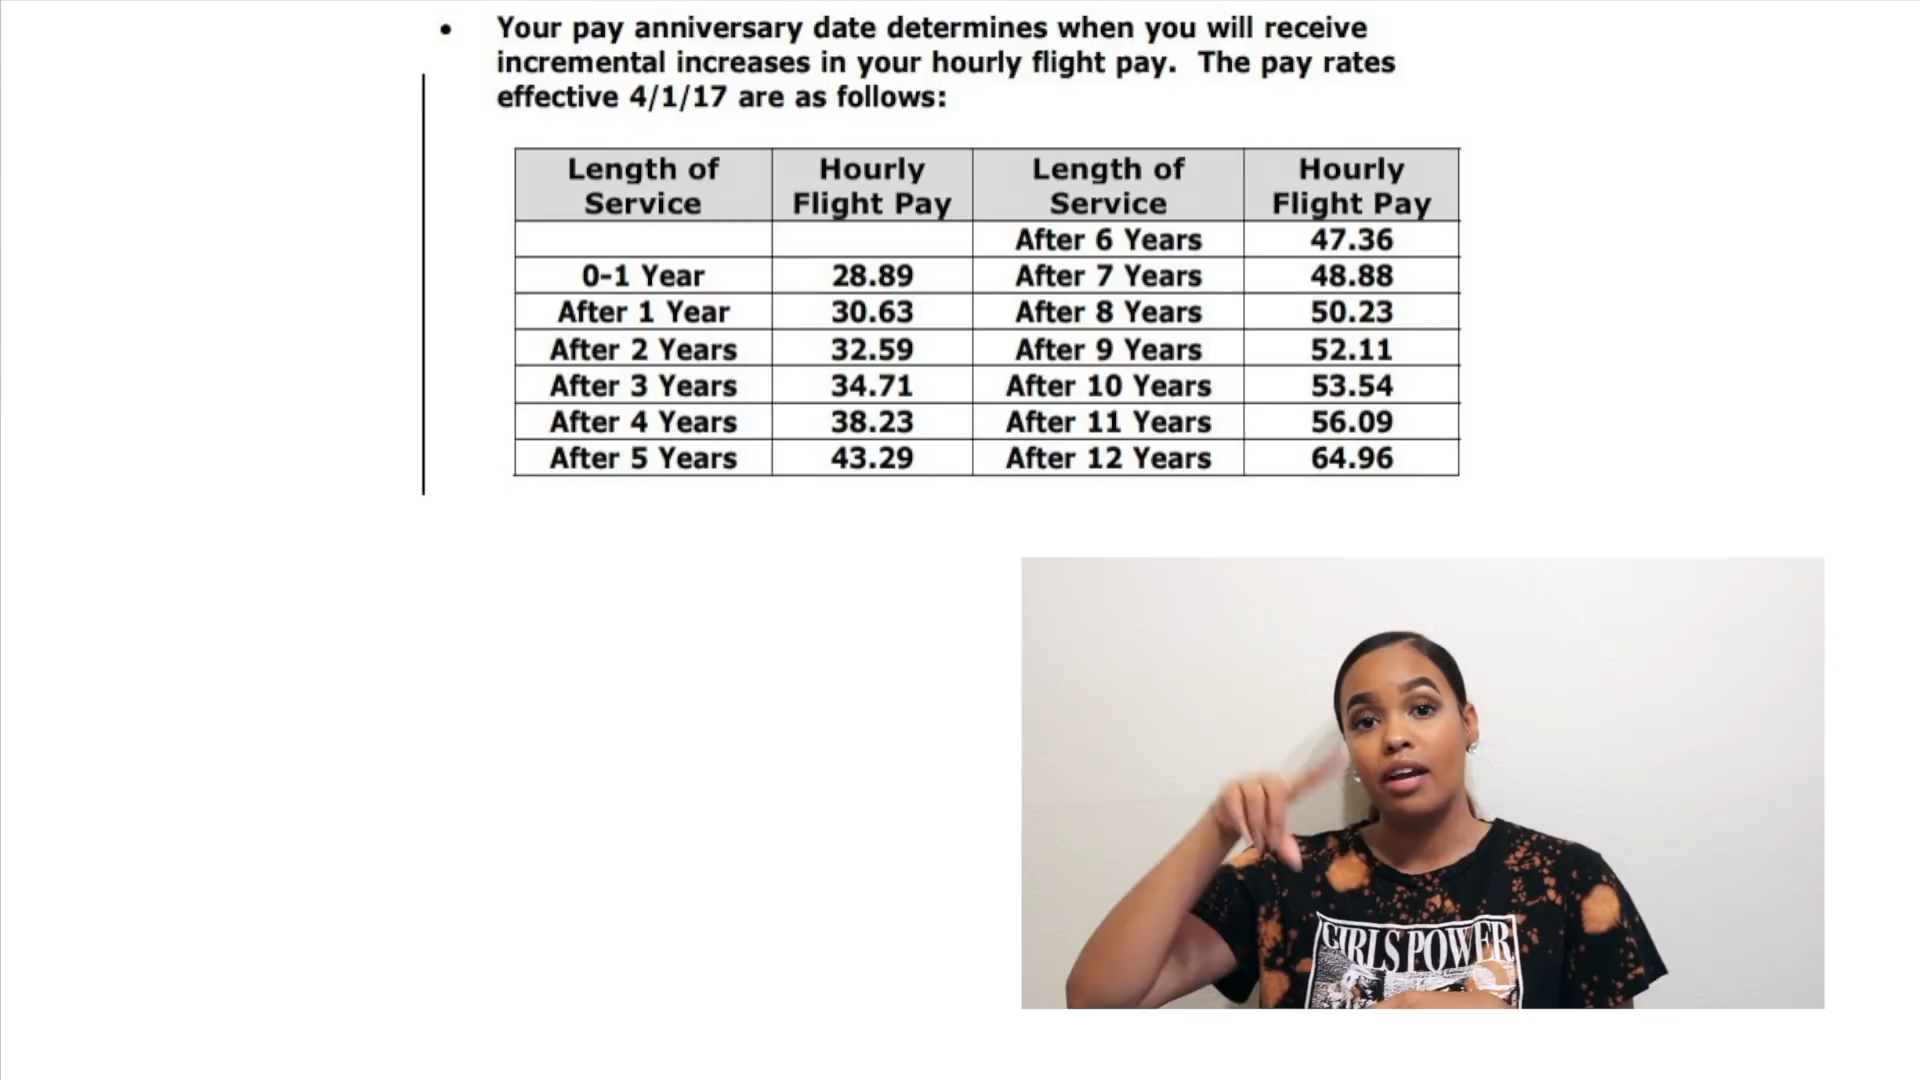 • Your pay anniversary date determines when you will receive
incremental increases in your hourly flight pay. The pay rates
effective 4/1/17 are as follows:
Length of Service Hourly Flight Pay Length of Service Hourly Flight Pay
After 6 Years 47.36
0-1 Year 28.89 After 7 Years 48.88
After 1 Year 30.63 After 8 Years 50.23
After 2 Years 32.59 After 9 Years 52.11
After 3 Years 34.71 After 10 Years 53.54
After 4 Years 38.23 After 11 Years 56.09
After 5 Years 43.29 After 12 Years 64.96
GIRLS POWER